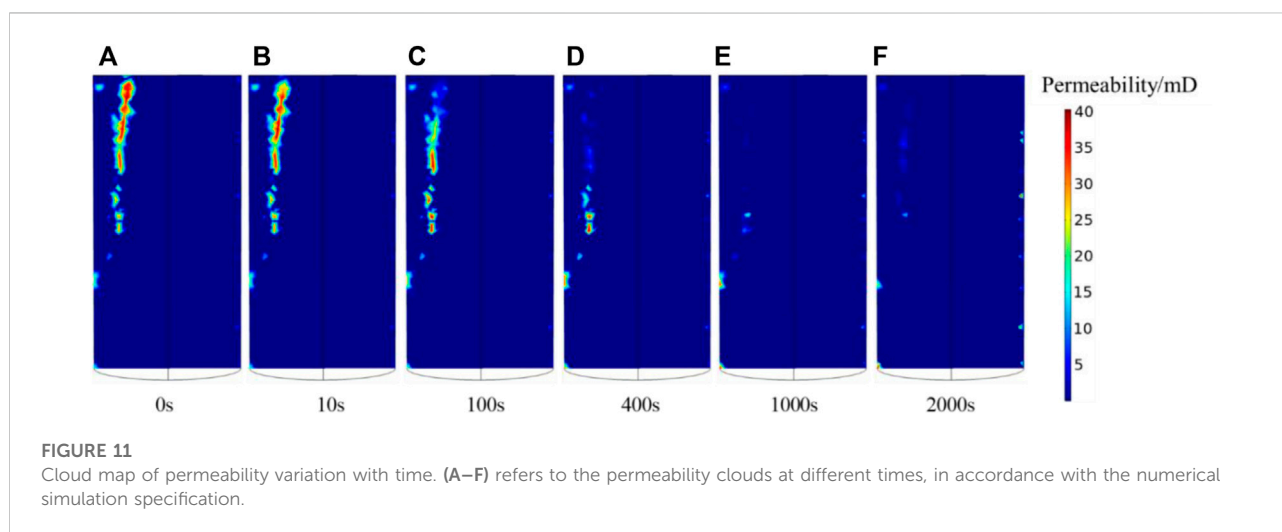 A B C D E F
Permeability/mD
40
35
30
25
20
15
10
5
0s 10s 100s 400s 1000s 2000s
FIGURE 11
Cloud map of permeability variation with time. (A–F) refers to the permeability clouds at different times, in accordance with the numerical
simulation specification.